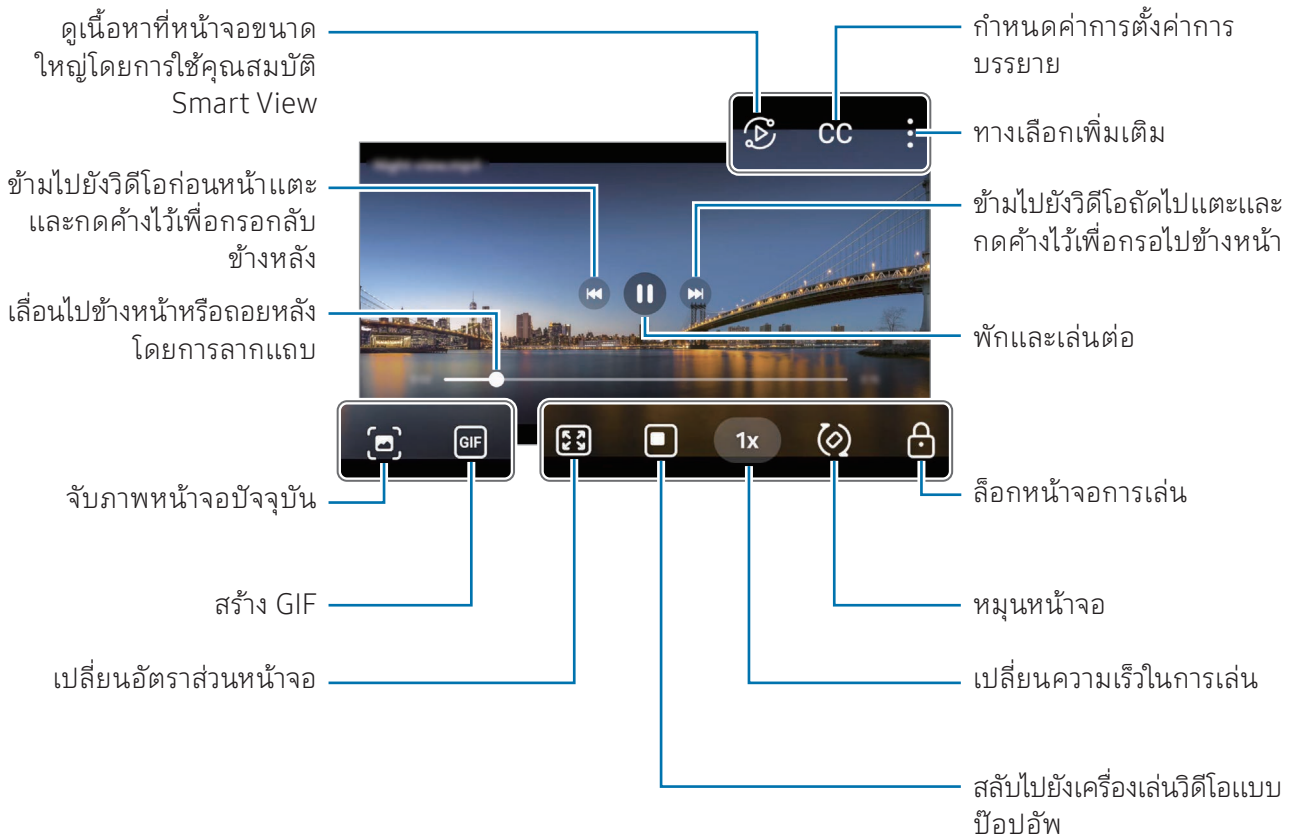 ดูเนื้อหาที่หน้าจอขนาด
ใหญ่โดยการใช้คุณสมบัติ
Smart View
กำหนดค่าการตั้งค่าการ
บรรยาย
CC
ทางเลือกเพิ่มเติม
ข้ามไปยังวิดีโอก่อนหน้าแตะ
และกดค้างไว้เพื่อกรอกลับ
ข้างหลัง
ข้ามไปยังวิดีโอถัดไปแตะและ
กดค้างไว้เพื่อกรอไปข้างหน้า
เลื่อนไปข้างหน้าหรือถอยหลัง
โดยการลากแถบ
พักและเล่นต่อ
GIF
1x
จับภาพหน้าจอปัจจุบัน
ล็อกหน้าจอการเล่น
สร้าง GIF
หมุนหน้าจอ
เปลี่ยนอัตราส่วนหน้าจอ
เปลี่ยนความเร็วในการเล่น
สลับไปยังเครื่องเล่นวิดีโอแบบ
ป๊อปอัพ